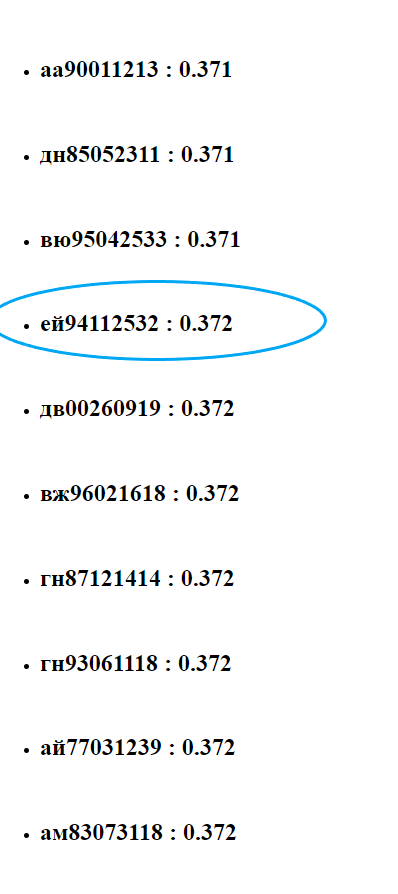 аа90011213 : 0.371
дн85052311 : 0.371
вю95042533 : 0.371
ей94112532 : 0.372
дв00260919 : 0.372
вж96021618 : 0.372
гн87121414 : 0.372
гн93061118 : 0.372
ай77031239 : 0.372
ам83073118 : 0.372